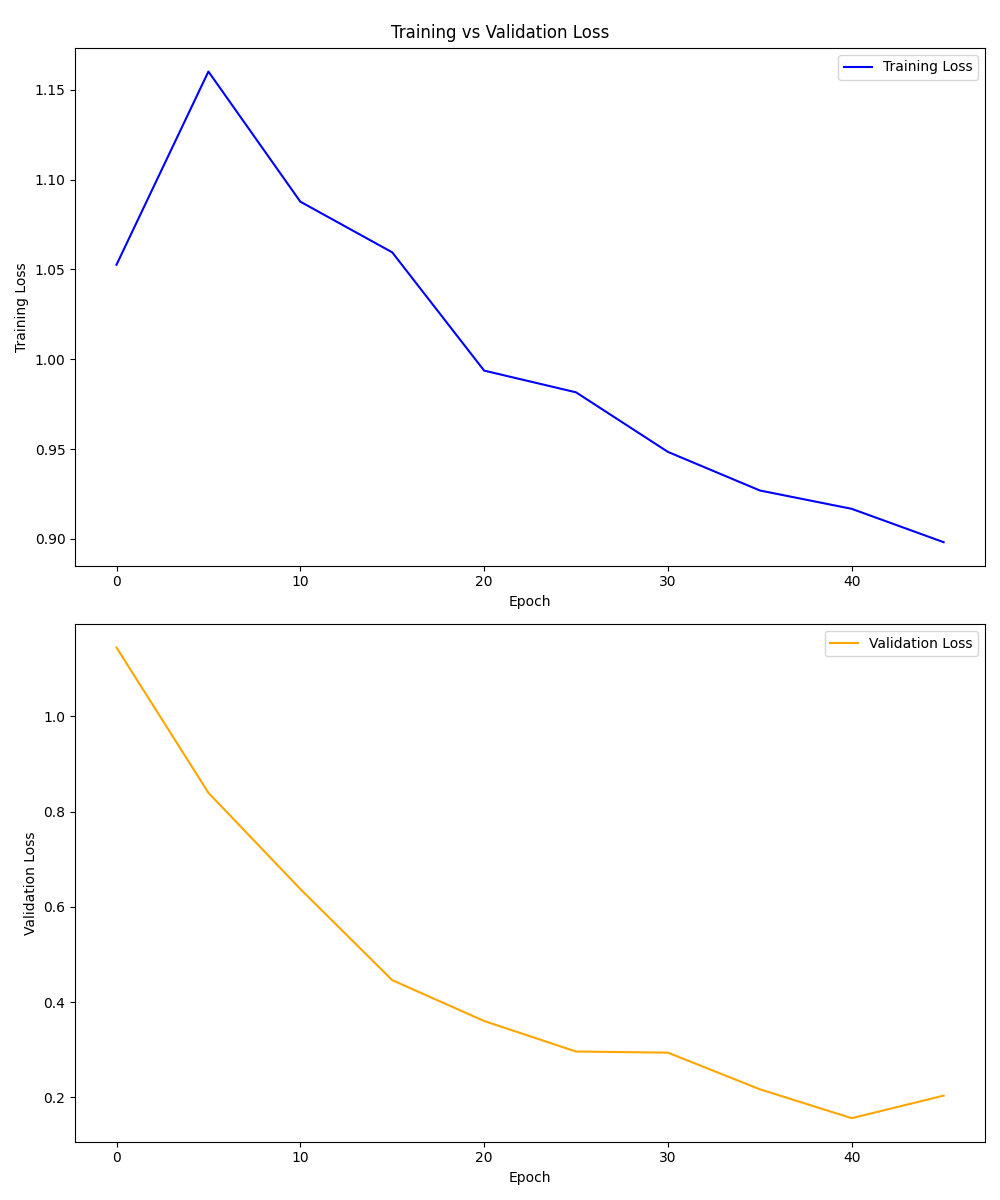 Training vs Validation Loss
Training Loss
1.15
1.10
1.05
1.00
0.95
0.90
Training Loss
0 10 20 30 40
Epoch
Validation Loss
1.0
0.8
0.6
0.4
0.2
Validation Loss
0 10 20 30 40
Epoch